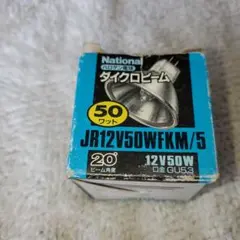 National
ハロゲン電球
ダイクロビーム
50
ワット
JR12V50WFKM/5
20°
ビーム角度
12V50W
口金 GU5.3